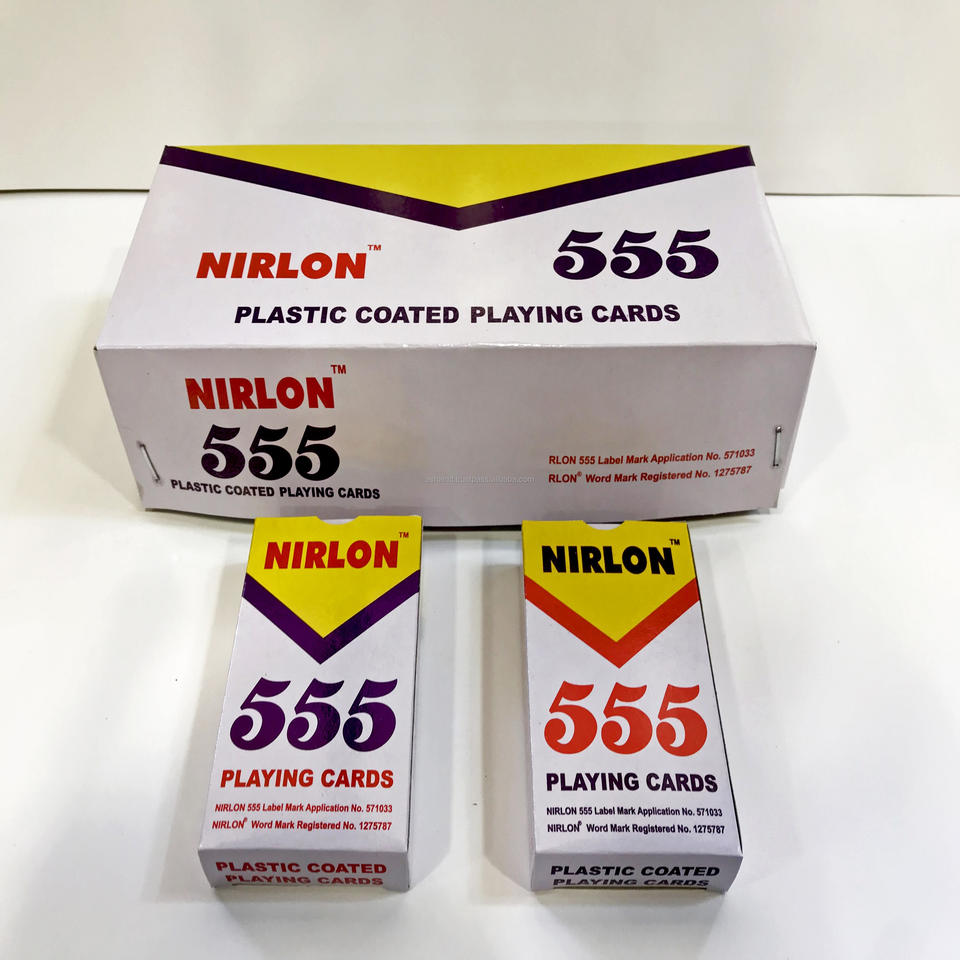 NIRLON™ 555
PLASTIC COATED PLAYING CARDS
NIRLON™
555
PLASTIC COATED PLAYING CARDS
RLON 555 Label Mark Application No. 571033
RLON® Word Mark Registered No. 1275787
NIRLON™
555
PLAYING CARDS
NIRLON 555 Label Mark Application No. 571033
NIRLON® Word Mark Registered No. 1275787
PLASTIC COATED
PLAYING CARDS
NIRLON™
555
PLAYING CARDS
NIRLON 555 Label Mark Application No. 571033
NIRLON® Word Mark Registered No. 1275787
PLASTIC COATED
PLAYING CARDS